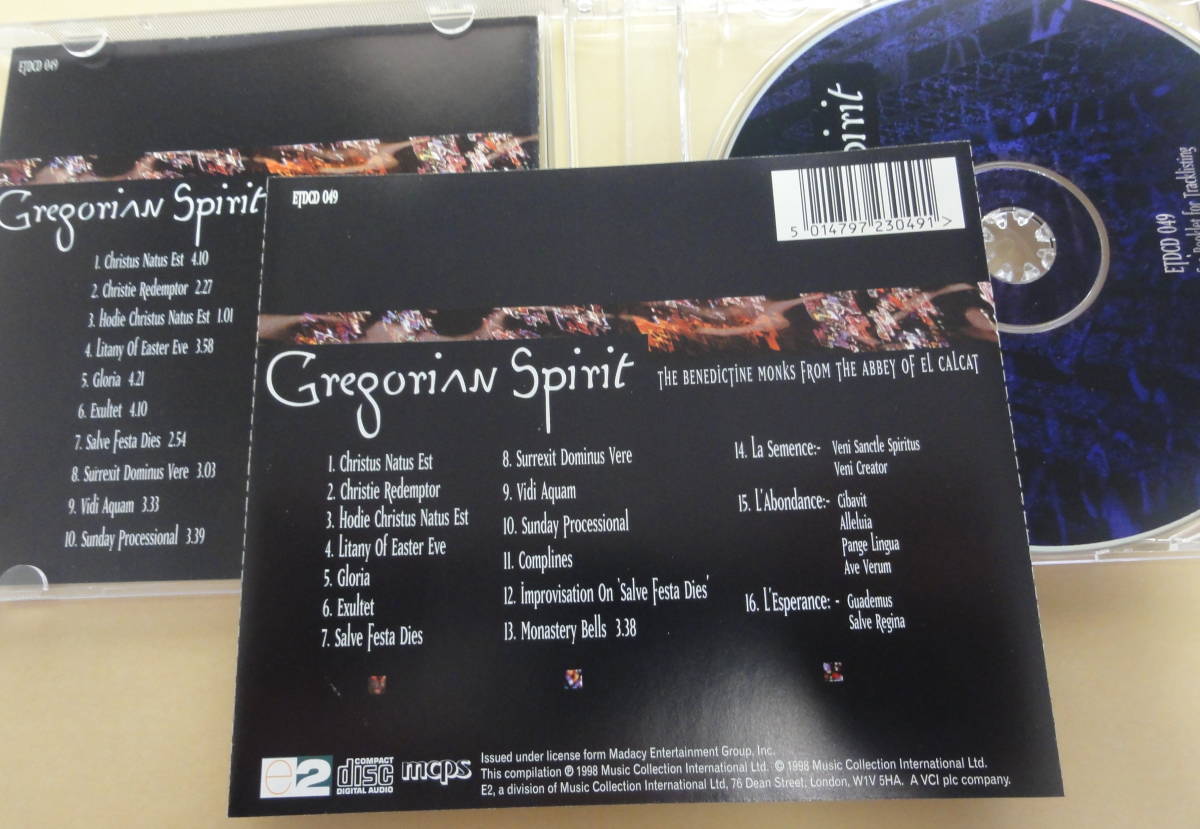 ETDCD 049
Gregorian Spirit
1. Christus Natus Est 4.10
2. Christie Redemptor 2.27
3. Hodie Christus Natus Est 1.01
4. Litany Of Easter Eve 3.58
5. Gloria 4.21
6. Exultet 4.10
7. Salve Festa Dies 2.54
8. Surrexit Dominus Vere 3.03
9. Vidi Aquam 3.33
10. Sunday Processional 3.39
ETDCD 049
5 014797 230491 >
Gregorian Spirit
THE BENEDICTINE MONKS FROM THE ABBEY OF EL CALCAT
1. Christus Natus Est
2. Christie Redemptor
3. Hodie Christus Natus Est
4. Litany Of Easter Eve
5. Gloria
6. Exultet
7. Salve Festa Dies
8. Surrexit Dominus Vere
9. Vidi Aquam
10. Sunday Processional
11. Complines
12. Improvisation On 'Salve Festa Dies'
13. Monastery Bells 3.38
14. La Semence:- Veni Sanctle Spiritus
Veni Creator
15. L'Abondance:- Cibavit
Alleluia
Pange Lingua
Ave Verum
16. L'Esperance: - Guademus
Salve Regina
e2
COMPACT
disc
DIGITAL AUDIO
mcps
Issued under license form Madacy Entertainment Group, Inc.
This compilation ℗ 1998 Music Collection International Ltd. © 1998 Music Collection International Ltd.
E2, a division of Music Collection International Ltd, 76 Dean Street, London, W1V 5HA. A VCI plc company.
pirit
ETDCD 049
Booklet for Tracklisting